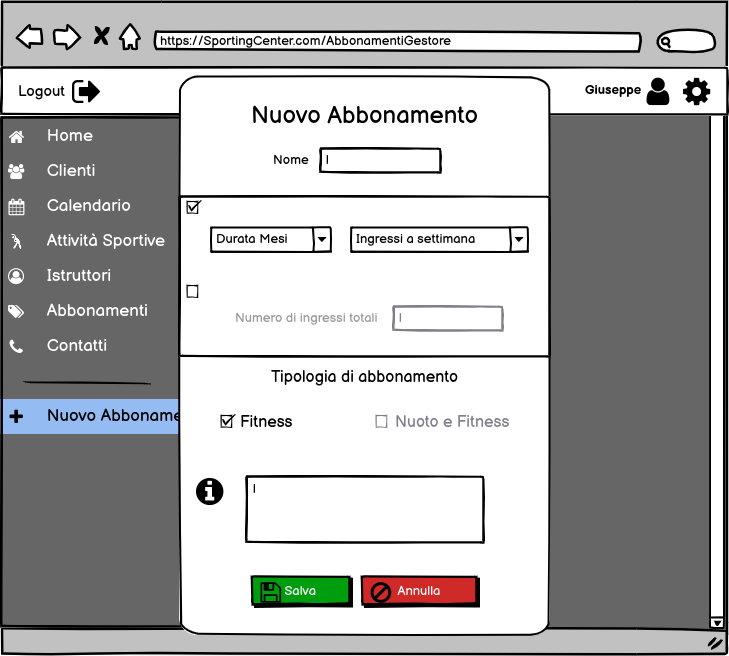 https://SportingCenter.com/AbbonamentiGestore
Logout
Giuseppe
Home
Clienti
Calendario
Attività Sportive
Istruttori
Abbonamenti
Contatti
Nuovo Abboname
Nuovo Abbonamento
Nome
Durata Mesi
Ingressi a settimana
Numero di ingressi totali
Tipologia di abbonamento
Fitness
Nuoto e Fitness
Salva
Annulla